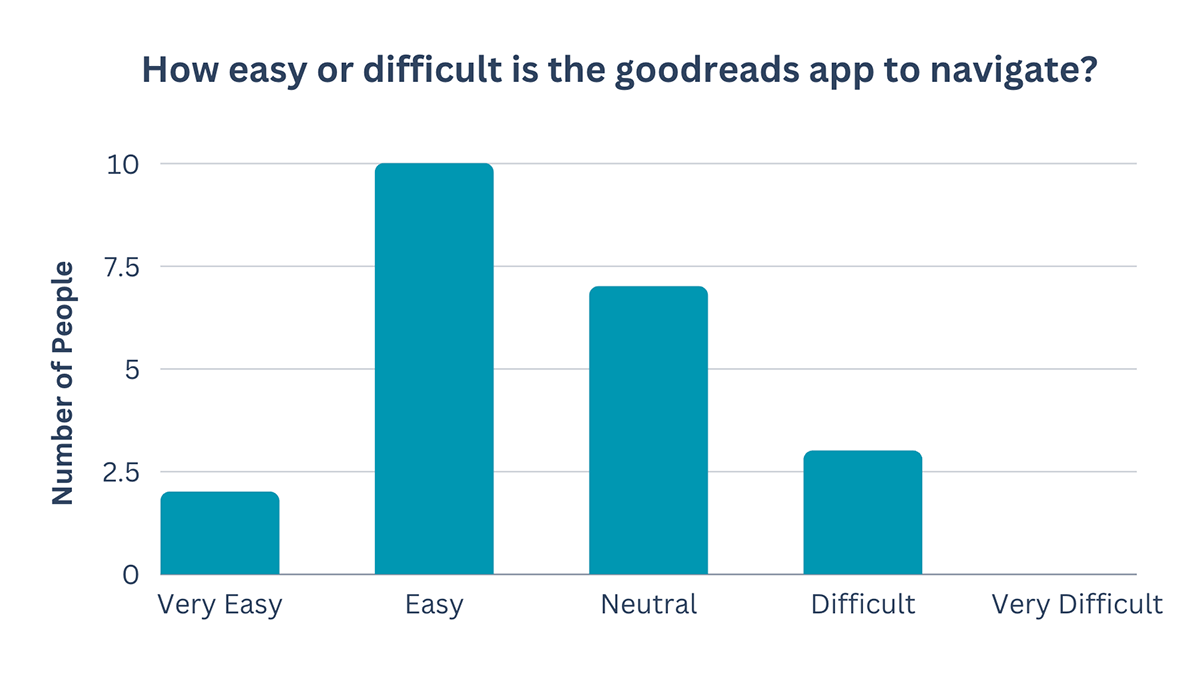 How easy or difficult is the goodreads app to navigate?
Number of People
10
7.5
5
2.5
0
Very Easy
Easy
Neutral
Difficult
Very Difficult